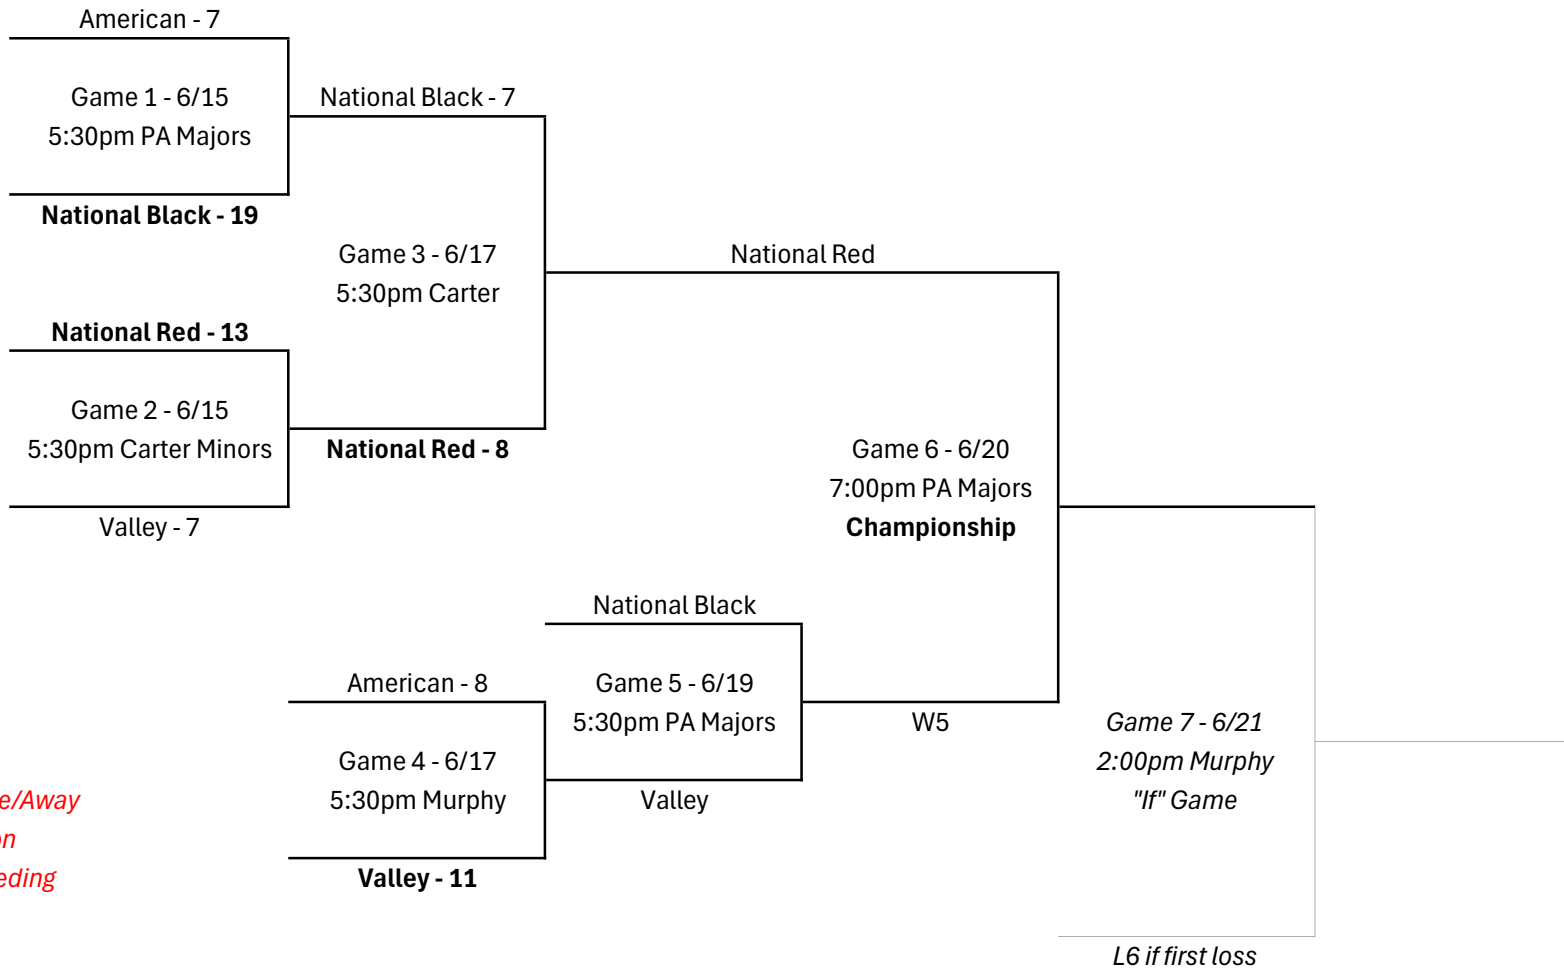 American - 7
Game 1 - 6/15
5:30pm PA Majors
National Black - 19
National Red - 13
Game 2 - 6/15
5:30pm Carter Minors
Valley - 7
National Black - 7
Game 3 - 6/17
5:30pm Carter
National Red - 8
American - 8
Game 4 - 6/17
5:30pm Murphy
Valley - 11
National Black
Game 5 - 6/19
5:30pm PA Majors
Valley
National Red
Game 6 - 6/20
7:00pm PA Majors
Championship
W5
Game 7 - 6/21
2:00pm Murphy
"If" Game
L6 if first loss
e/Away
on
eding